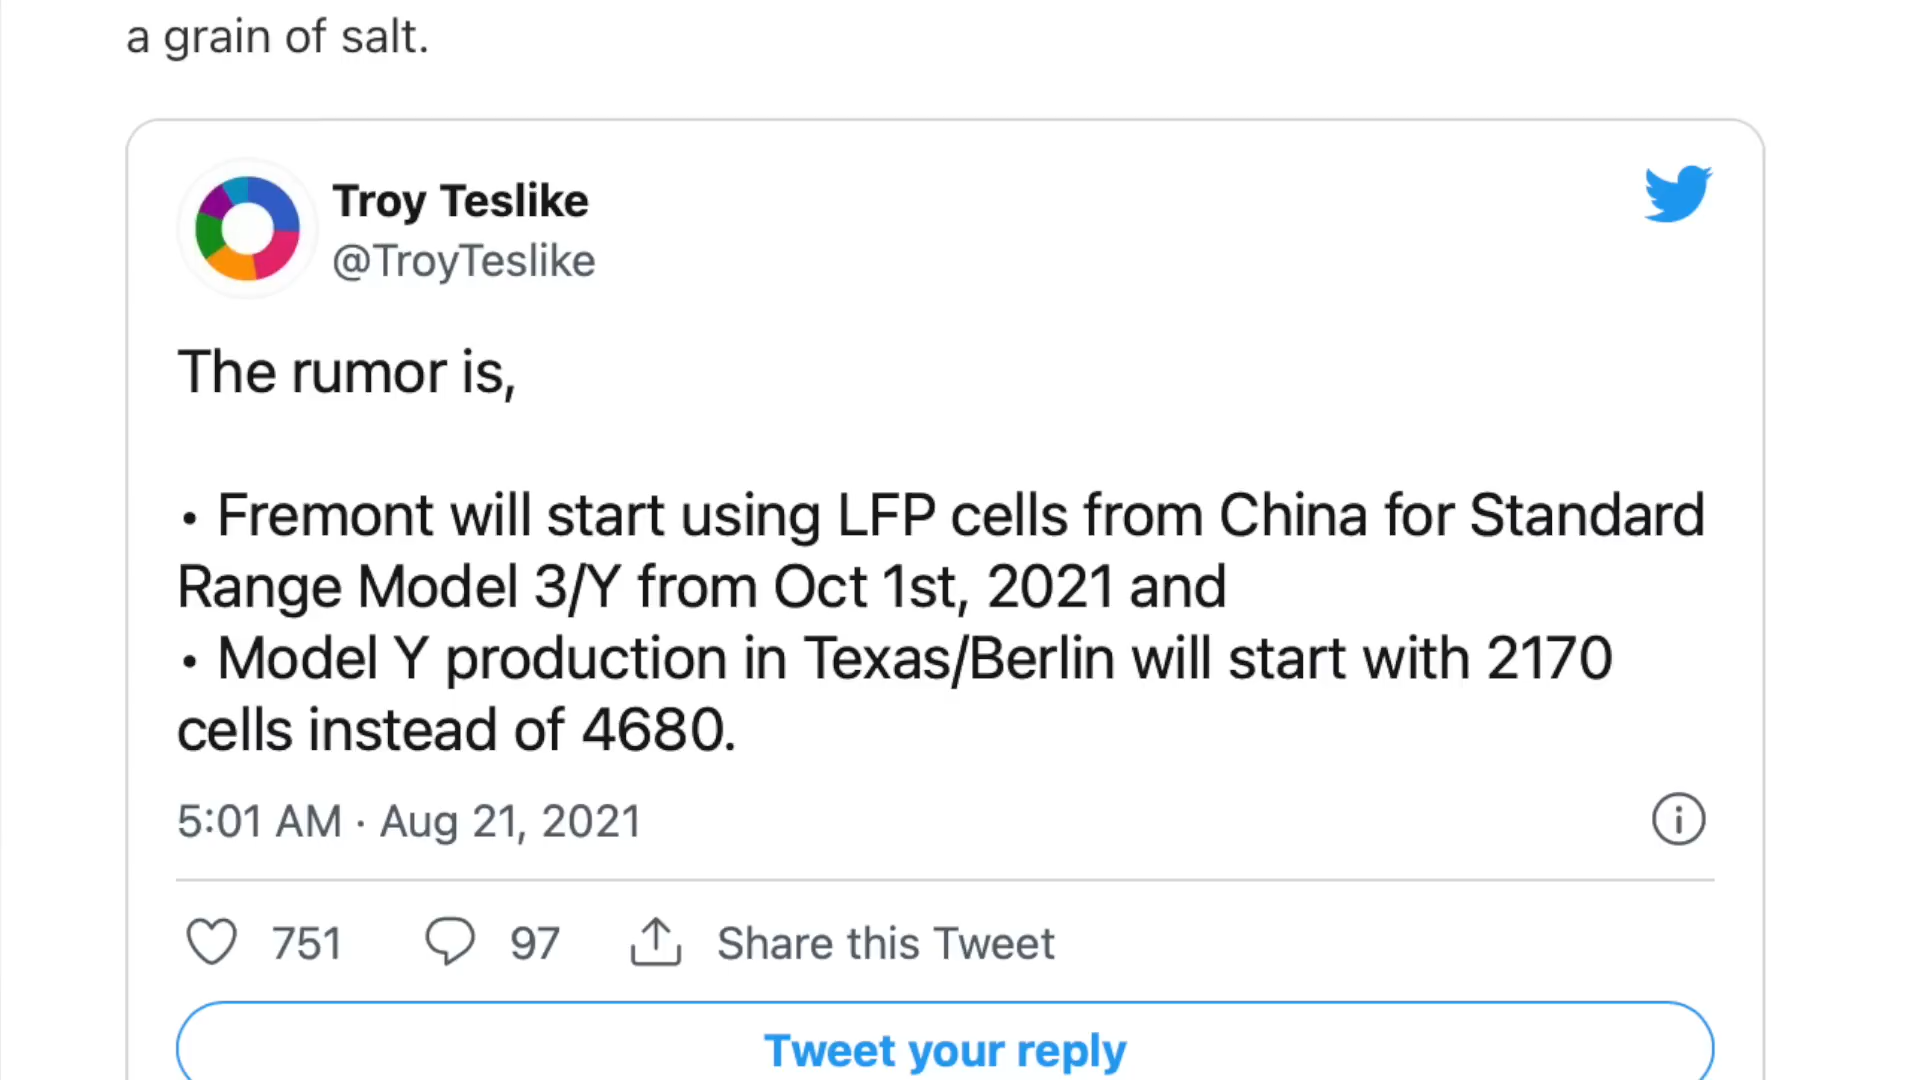 a grain of salt.
Troy Teslike
@TroyTeslike
The rumor is,
• Fremont will start using LFP cells from China for Standard
Range Model 3/Y from Oct 1st, 2021 and
• Model Y production in Texas/Berlin will start with 2170
cells instead of 4680.
5:01 AM · Aug 21, 2021
751 97 Share this Tweet
Tweet your reply